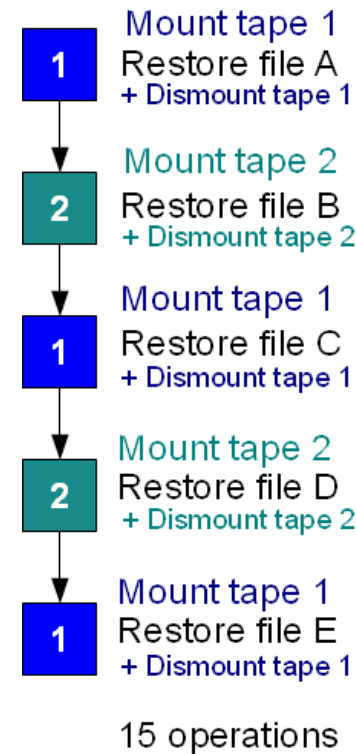 Mount tape 1
1
Restore file A
+ Dismount tape 1
Mount tape 2
2
Restore file B
+ Dismount tape 2
Mount tape 1
1
Restore file C
+ Dismount tape 1
Mount tape 2
2
Restore file D
+ Dismount tape 2
Mount tape 1
1
Restore file E
+ Dismount tape 1
15 operations